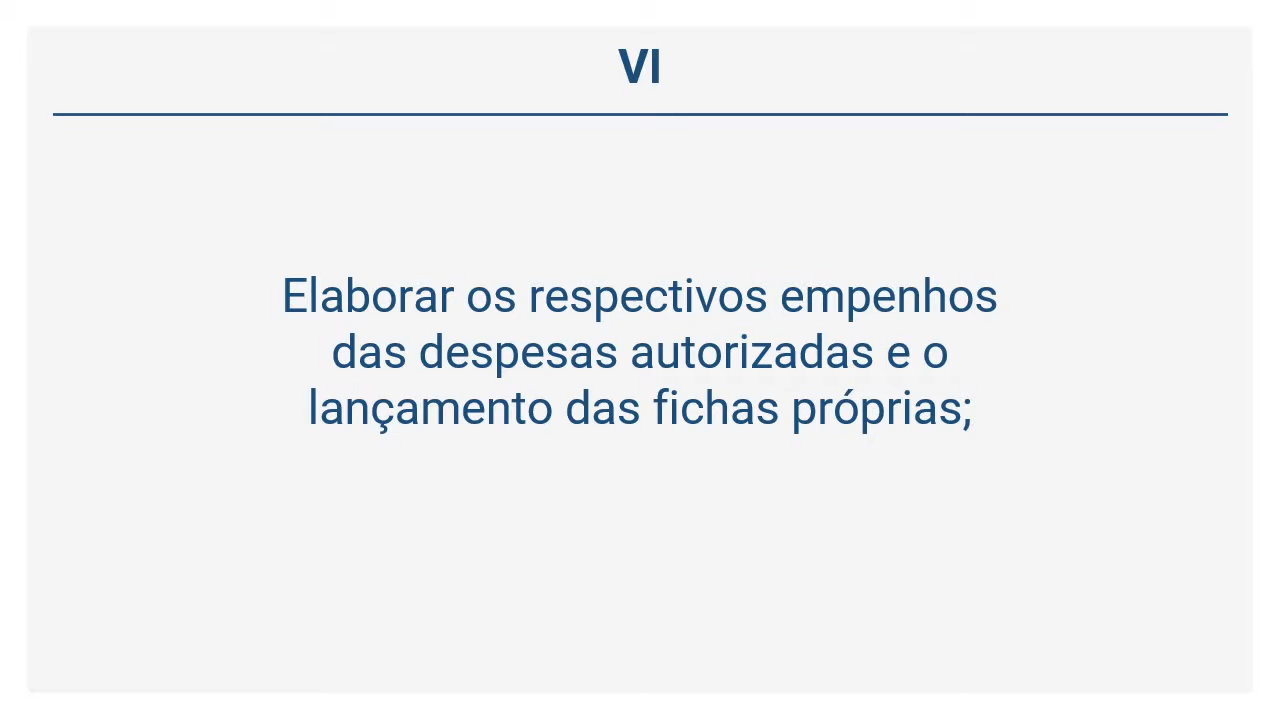 VI
Elaborar os respectivos empenhos
das despesas autorizadas e o
lançamento das fichas próprias;